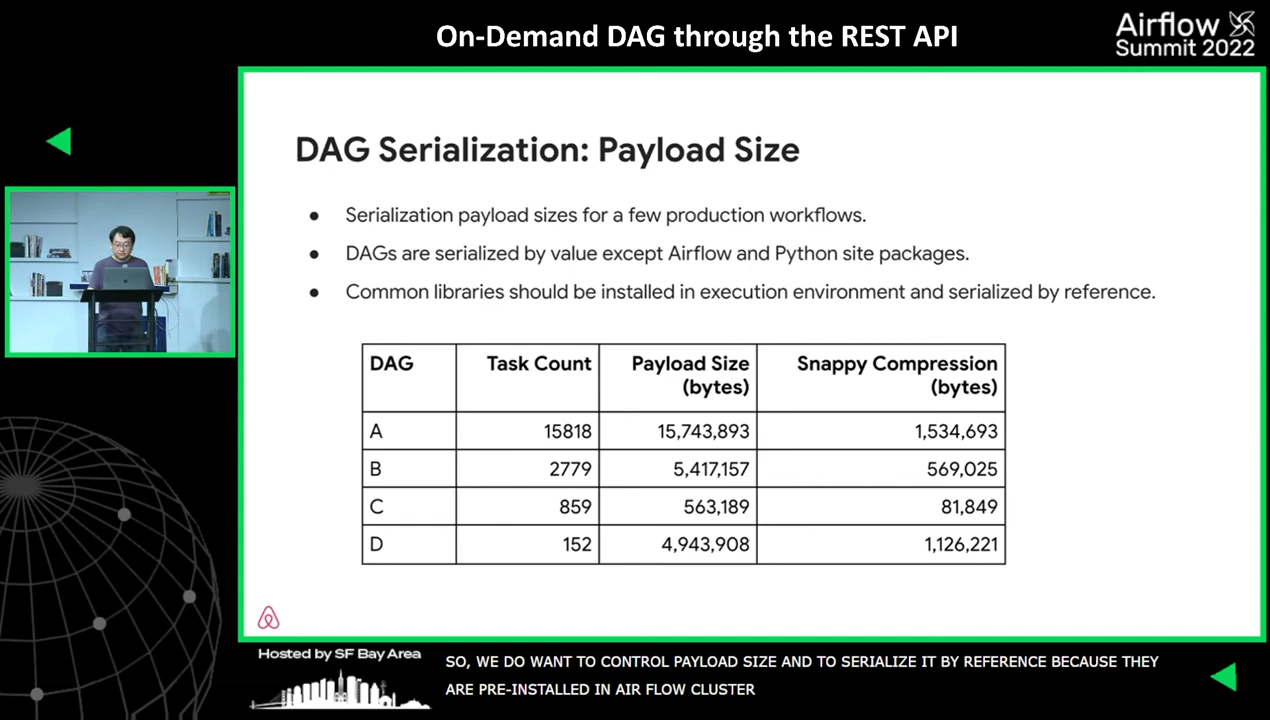 On-Demand DAG through the REST API
Airflow
Summit 2022
DAG Serialization: Payload Size
● Serialization payload sizes for a few production workflows.
● DAGs are serialized by value except Airflow and Python site packages.
● Common libraries should be installed in execution environment and serialized by reference.
DAG Task Count Payload Size (bytes) Snappy Compression (bytes)
A 15818 15,743,893 1,534,693
B 2779 5,417,157 569,025
C 859 563,189 81,849
D 152 4,943,908 1,126,221
Hosted by SF Bay Area
SO, WE DO WANT TO CONTROL PAYLOAD SIZE AND TO SERIALIZE IT BY REFERENCE BECAUSE THEY
ARE PRE-INSTALLED IN AIR FLOW CLUSTER